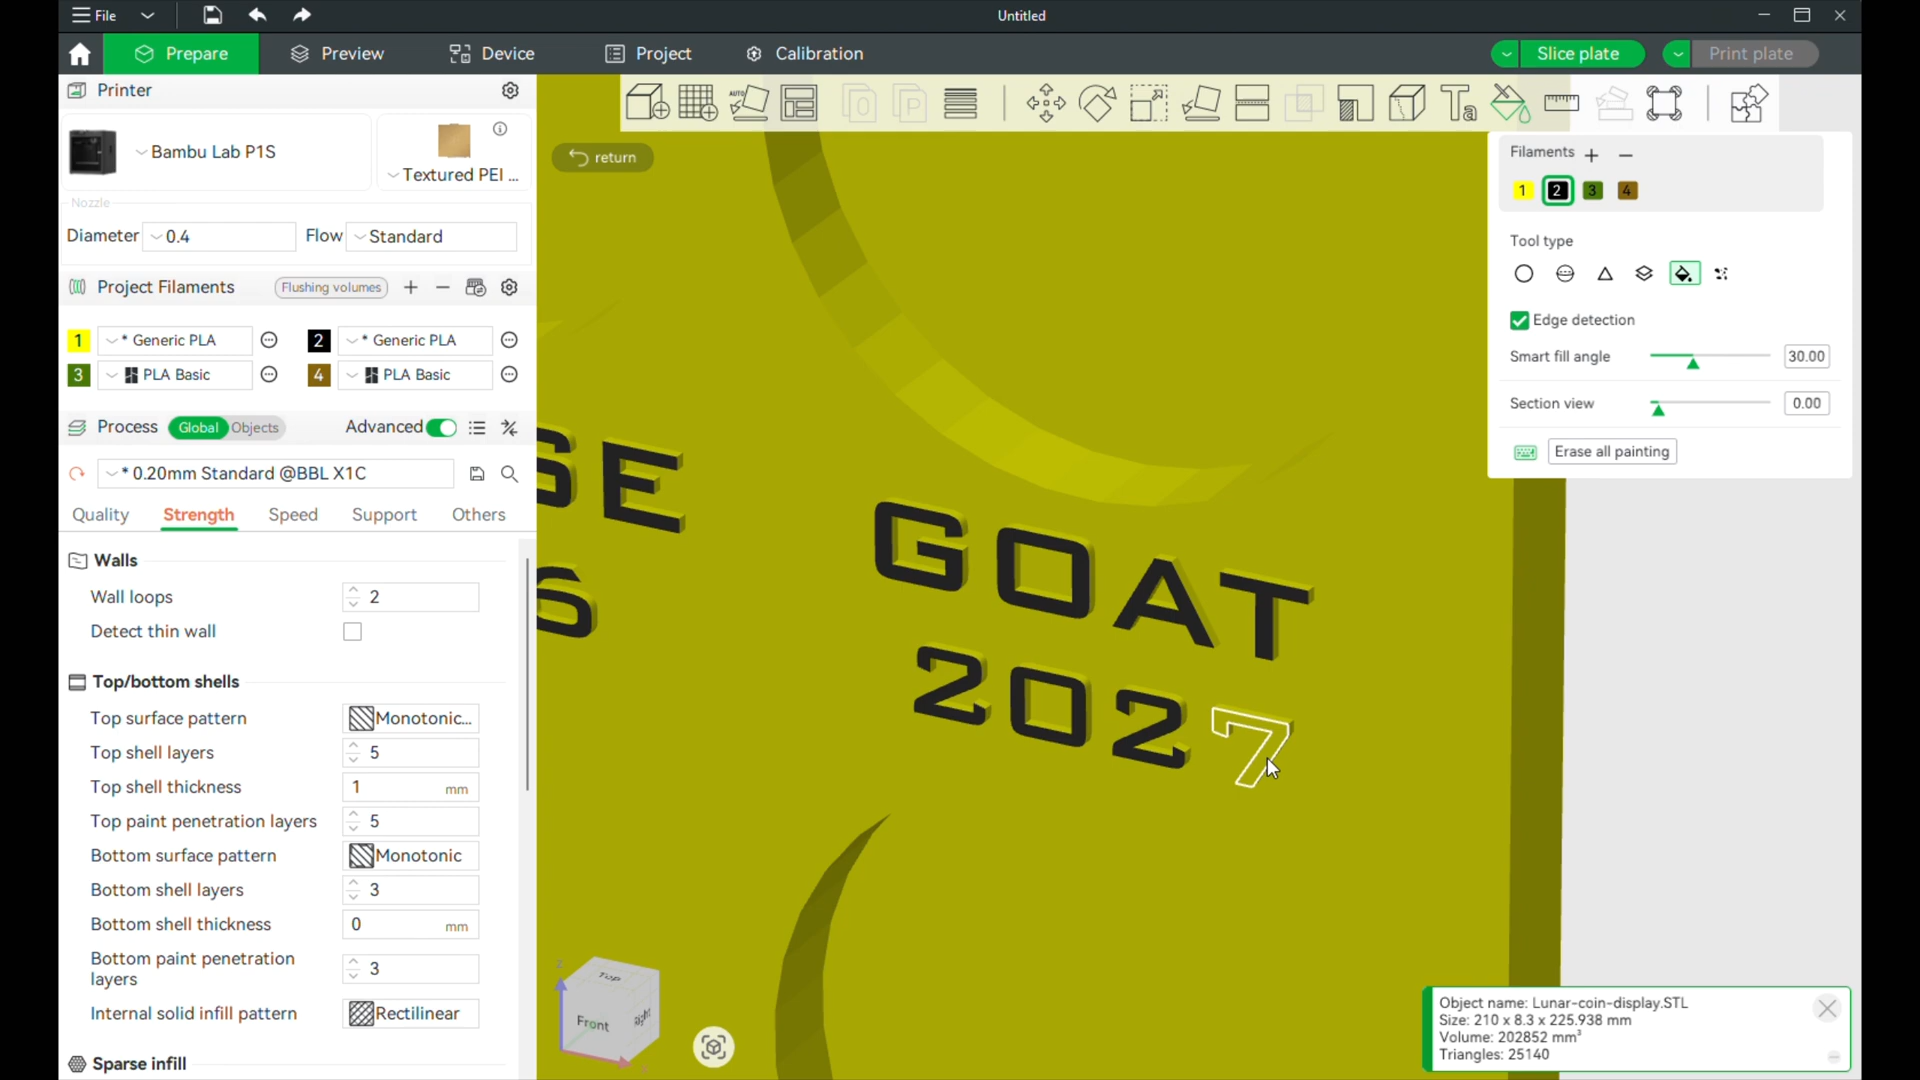 File
Untitled
Prepare
Preview
Device
Project
Calibration
Slice plate
Print plate
Printer
Bambu Lab P1S
Textured PEI ...
Nozzle
Diameter 0.4 Flow Standard
Project Filaments Flushing volumes
1 * Generic PLA 2 * Generic PLA
3 PLA Basic 4 PLA Basic
Process Global Objects Advanced
* 0.20mm Standard @BBL X1C
Quality Strength Speed Support Others
Walls
Wall loops 2
Detect thin wall
Top/bottom shells
Top surface pattern Monotonic...
Top shell layers 5
Top shell thickness 1 mm
Top paint penetration layers 5
Bottom surface pattern Monotonic
Bottom shell layers 3
Bottom shell thickness 0 mm
Bottom paint penetration
layers 3
Internal solid infill pattern Rectilinear
Sparse infill
AUTO
O
P
Ta
return
Filaments
1 2 3 4
Tool type
Edge detection
Smart fill angle 30.00
Section view 0.00
Erase all painting
SE
6
GOAT
2027
Top
Front
Right
Object name: Lunar-coin-display.STL
Size: 210 x 8.3 x 225.938 mm
Volume: 202852 mm³
Triangles: 25140